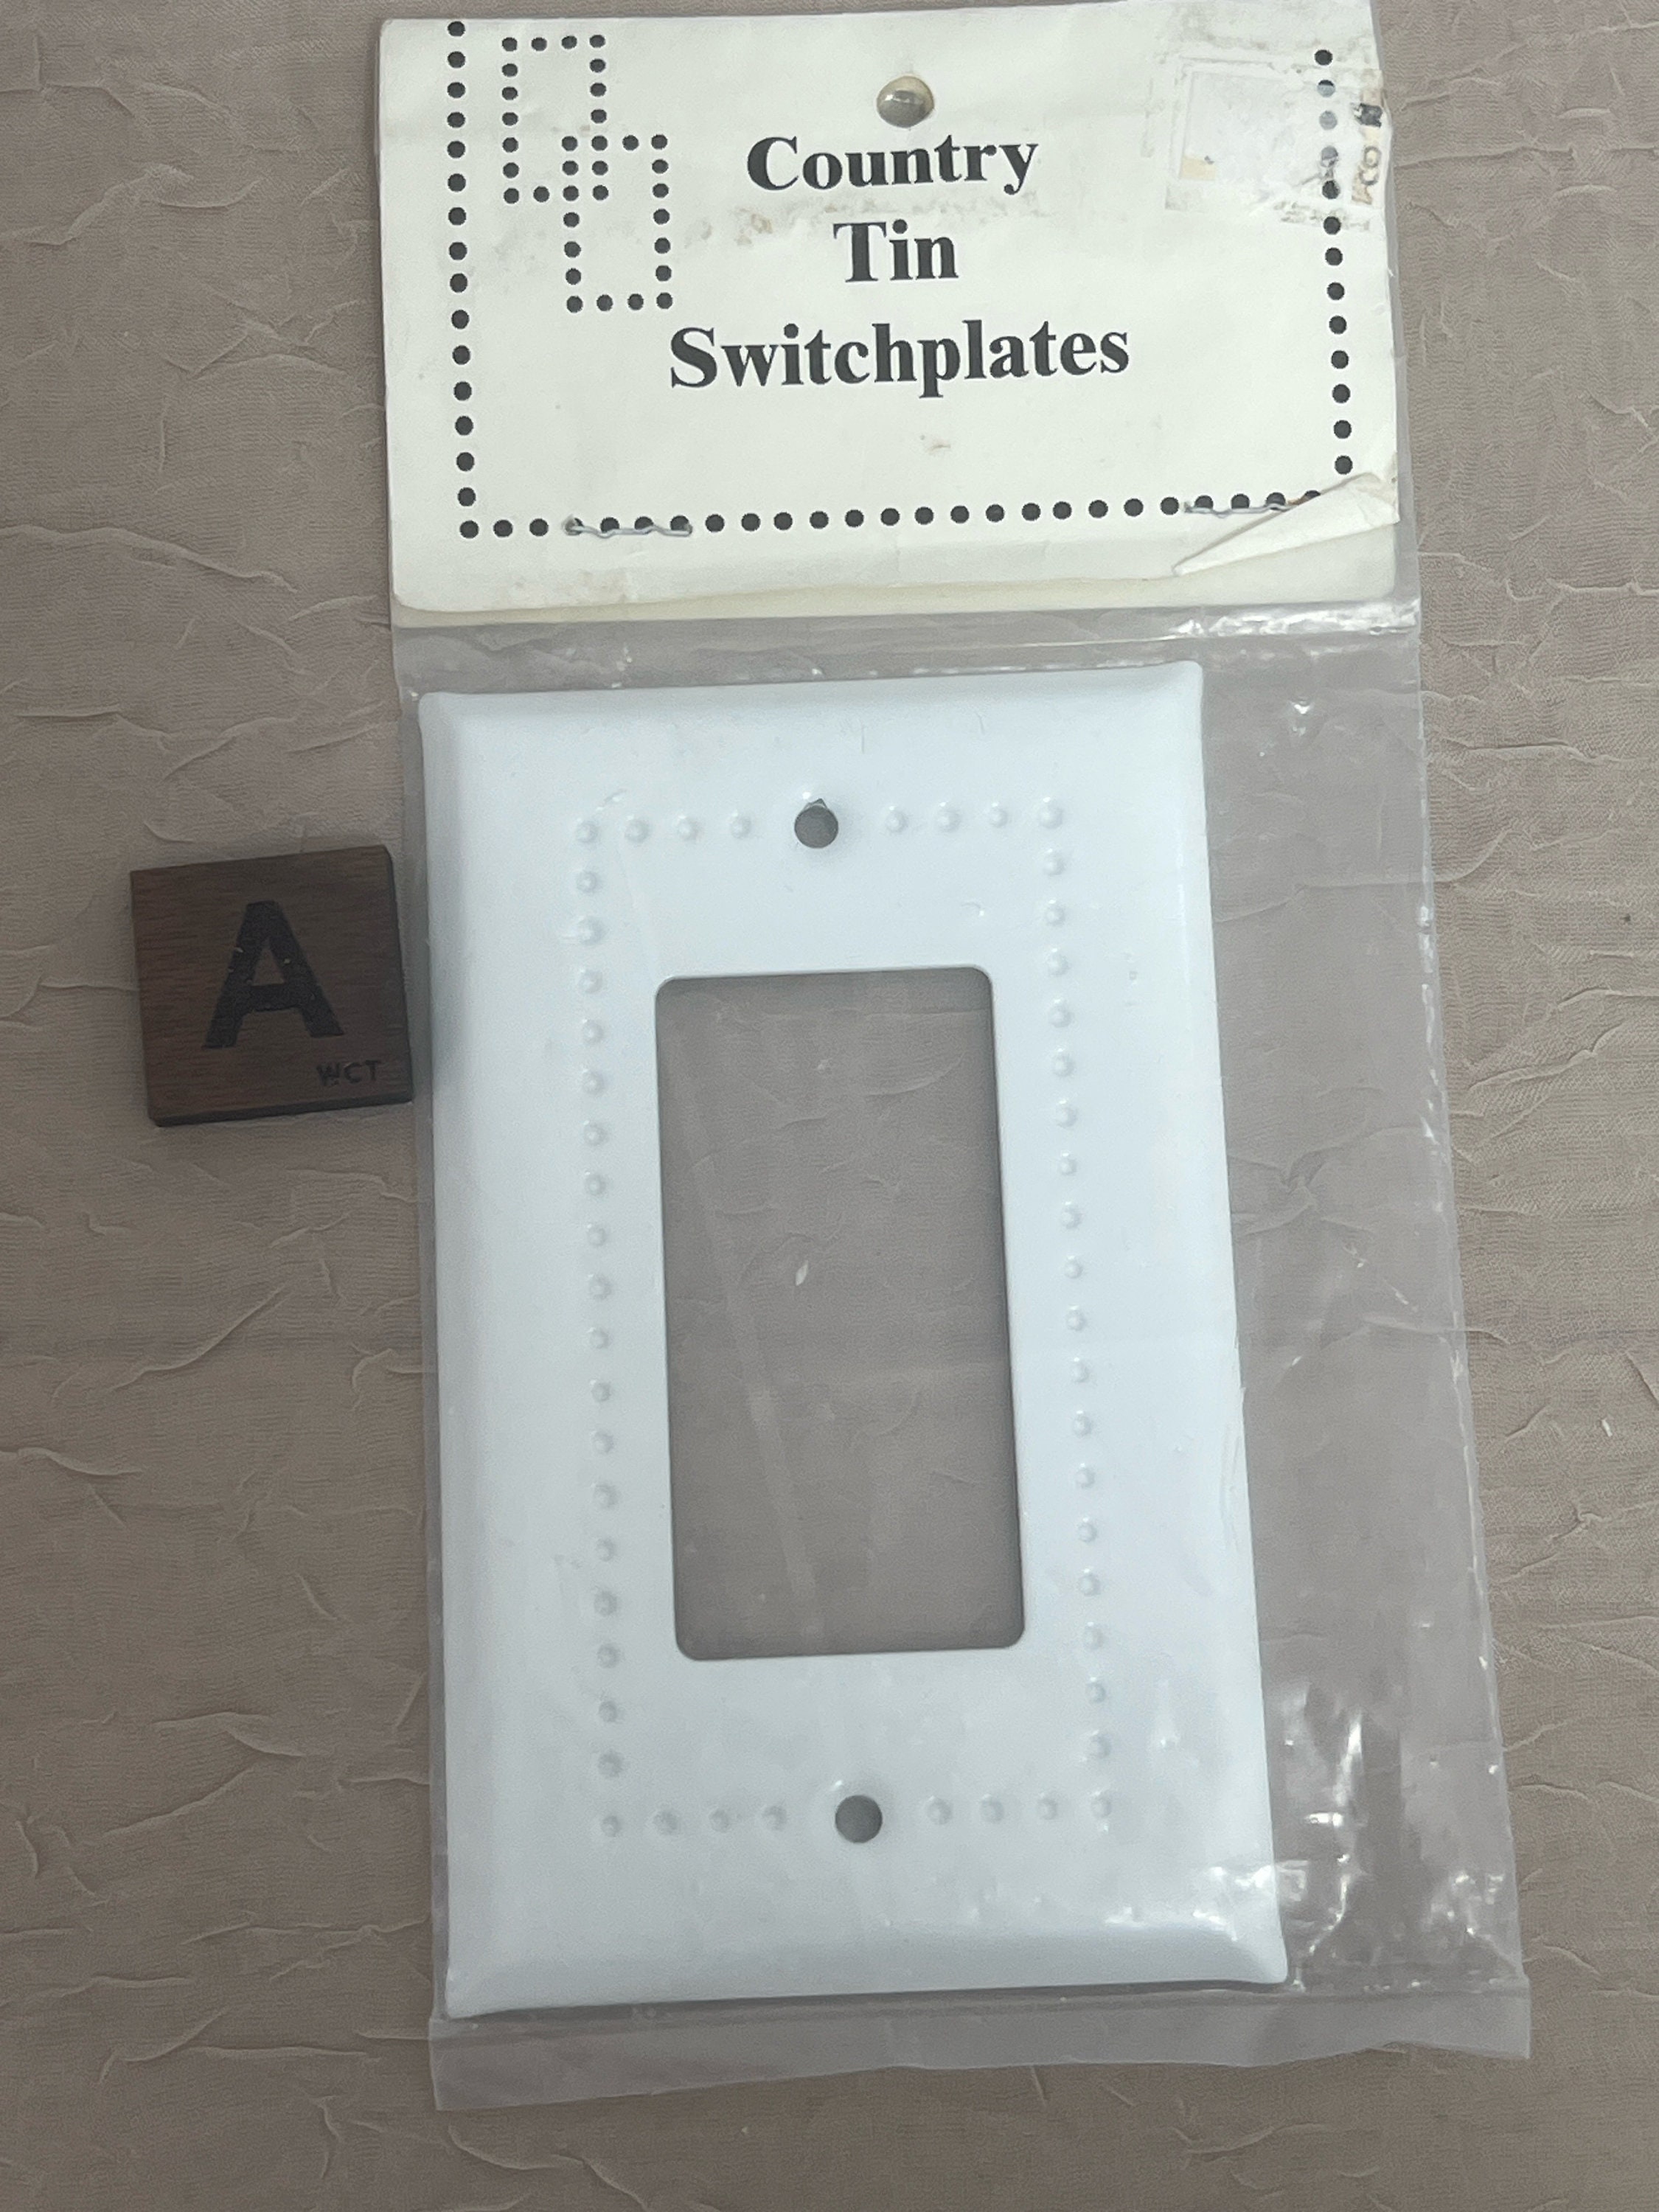 Country
Tin
Switchplates
A
WCT